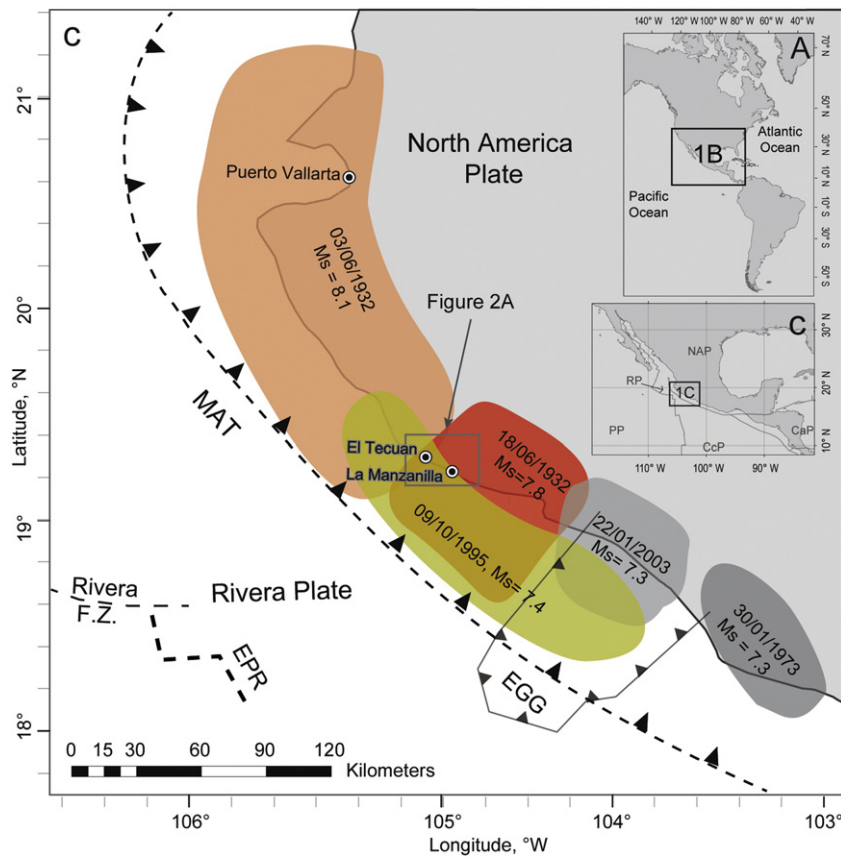 C
21°
20°
19°
18°
Latitude, °N
106°
105°
104°
103°
Longitude, °W
North America
Plate
Puerto Vallarta
03/06/1932
Ms = 8.1
Figure 2A
MAT
El Tecuan
La Manzanilla
18/06/1932
Ms=7.8
09/10/1995, Ms= 7.4
22/01/2003
Ms= 7.3
30/01/1973
Ms= 7.3
Rivera
F.Z.
Rivera Plate
EPR
EGG
0 15 30 60 90 120
Kilometers
140° W 120° W 100° W 80° W 60° W 40° W
A
70° N
50° N
30° N
10° N
10° S
30° S
50° S
1B
Atlantic
Ocean
Pacific
Ocean
C
30° N
20° N
10° N
NAP
RP
1C
PP
CcP
CaP
110°W 100°W 90°W